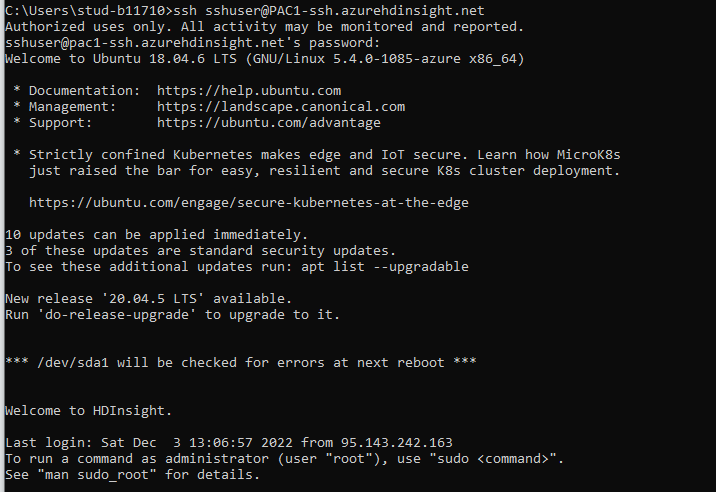 C:\Users\stud-b11710>ssh sshuser@PAC1-ssh.azurehdinsight.net
Authorized uses only. All activity may be monitored and reported.
sshuser@pac1-ssh.azurehdinsight.net's password:
Welcome to Ubuntu 18.04.6 LTS (GNU/Linux 5.4.0-1085-azure x86_64)
* Documentation:  https://help.ubuntu.com
* Management:     https://landscape.canonical.com
* Support:        https://ubuntu.com/advantage
* Strictly confined Kubernetes makes edge and IoT secure. Learn how MicroK8s
just raised the bar for easy, resilient and secure K8s cluster deployment.
https://ubuntu.com/engage/secure-kubernetes-at-the-edge
10 updates can be applied immediately.
3 of these updates are standard security updates.
To see these additional updates run: apt list --upgradable
New release '20.04.5 LTS' available.
Run 'do-release-upgrade' to upgrade to it.
*** /dev/sda1 will be checked for errors at next reboot ***
Welcome to HDInsight.
Last login: Sat Dec  3 13:06:57 2022 from 95.143.242.163
To run a command as administrator (user "root"), use "sudo <command>".
See "man sudo_root" for details.